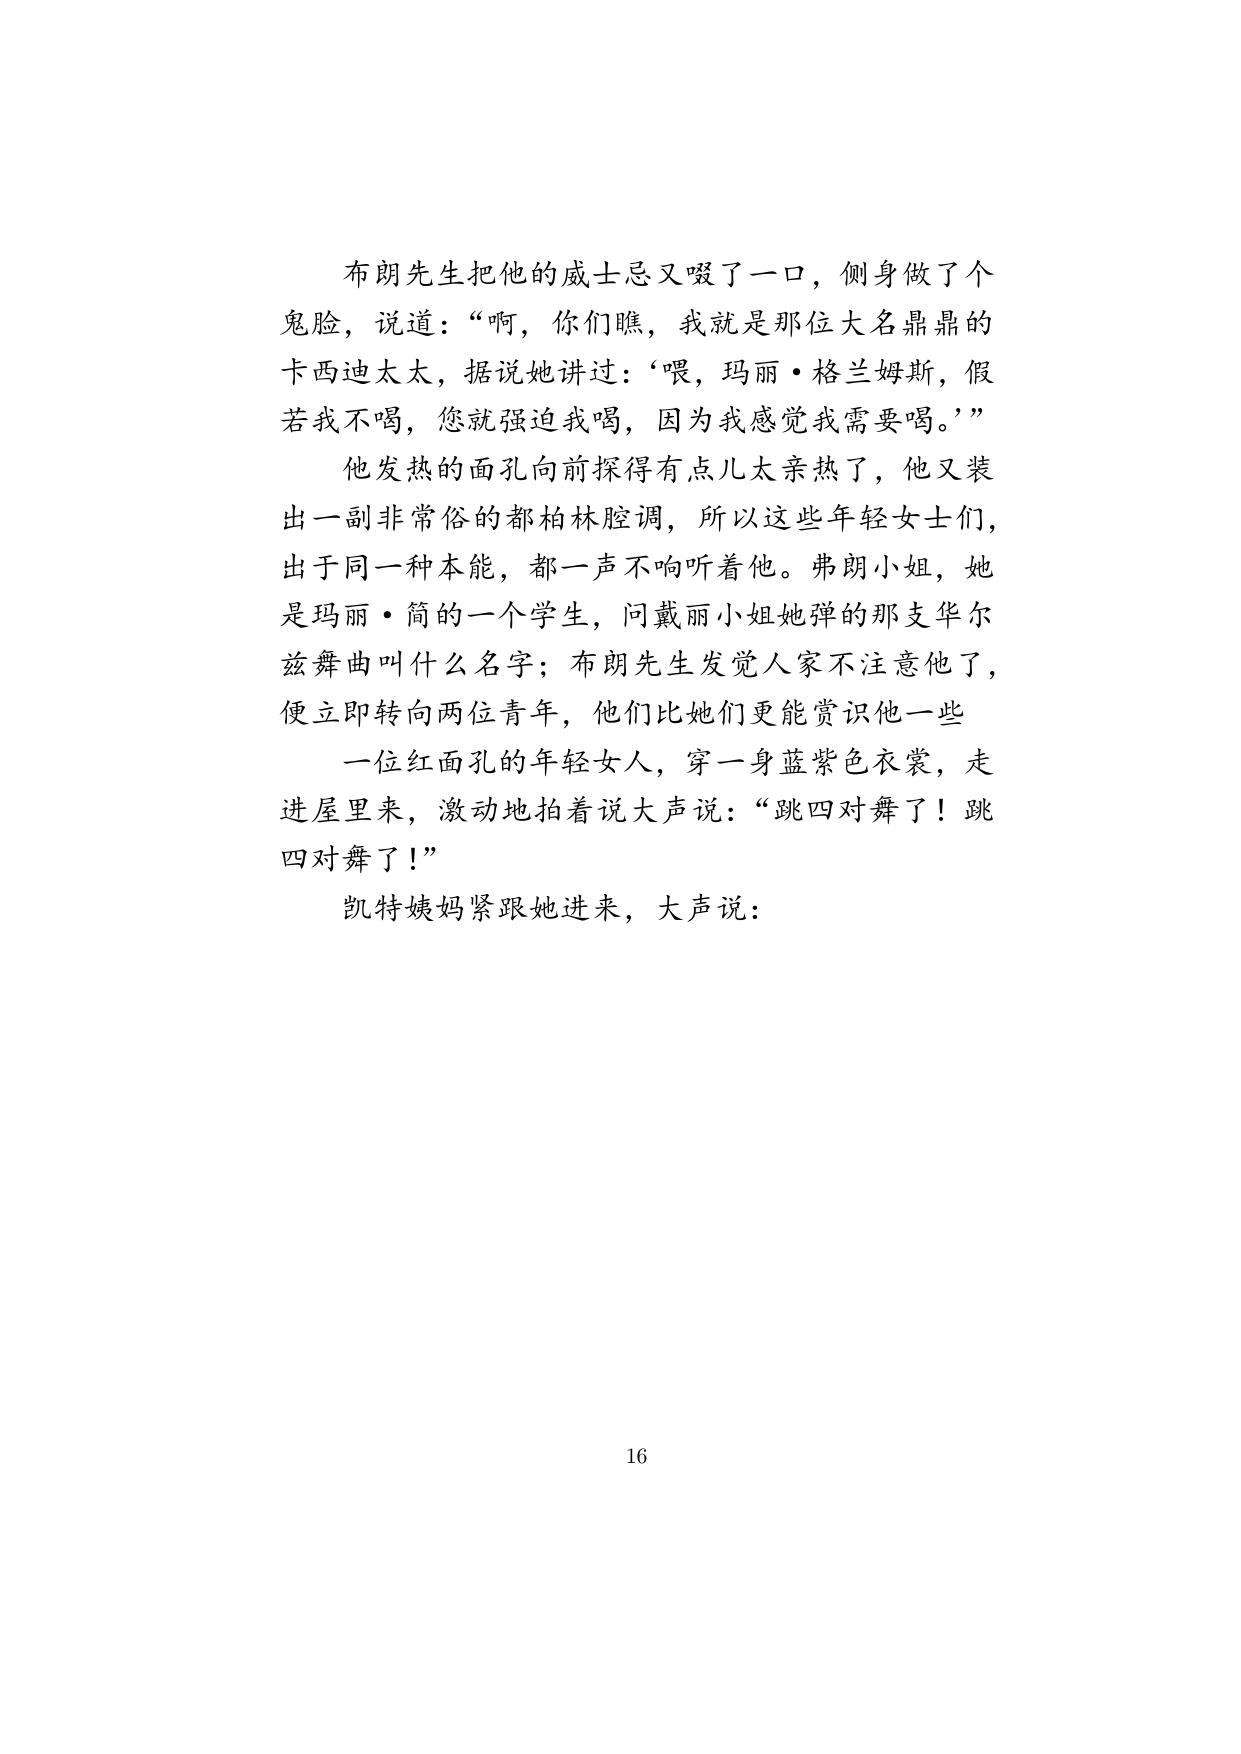 布朗先生把他的威士忌又啜了一口，侧身做了个
鬼脸，说道：“啊，你们瞧，我就是那位大名鼎鼎的
卡西迪太太，据说她讲过：‘喂，玛丽·格兰姆斯，假
若我不喝，您就强迫我喝，因为我感觉我需要喝。’”
他发热的面孔向前探得有点儿太亲热了，他又装
出一副非常俗的都柏林腔调，所以这些年轻女士们，
出于同一种本能，都一声不响听着他。弗朗小姐，她
是玛丽·简的一个学生，问戴丽小姐她弹的那支华尔
兹舞曲叫什么名字；布朗先生发觉人家不注意他了，
便立即转向两位青年，他们比她们更能赏识他一些
一位红面孔的年轻女人，穿一身蓝紫色衣裳，走
进屋里来，激动地拍着说大声说：“跳四对舞了！跳
四对舞了！”
凯特姨妈紧跟她进来，大声说：
16